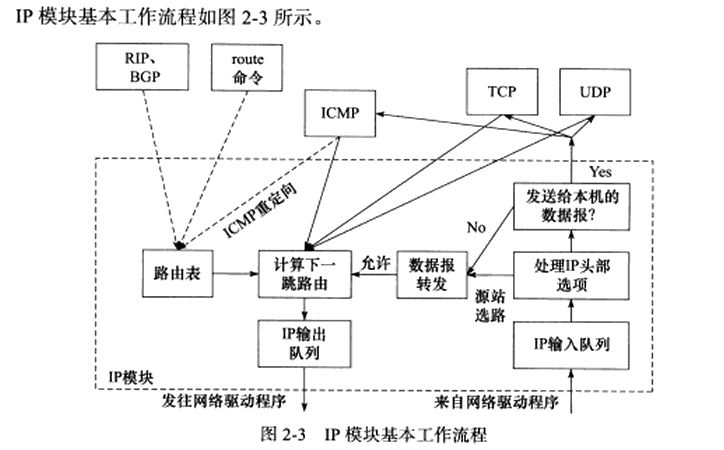 IP 模块基本工作流程如图 2-3 所示。
RIP、
BGP
route
命令
TCP
UDP
ICMP
Yes
发送给本机的
数据报?
No
ICMP重定向
路由表
计算下一
跳路由
允许
数据报
转发
处理IP头部
选项
源站
选路
IP输出
队列
IP输入队列
IP模块
发往网络驱动程序
来自网络驱动程序
图 2-3 IP 模块基本工作流程